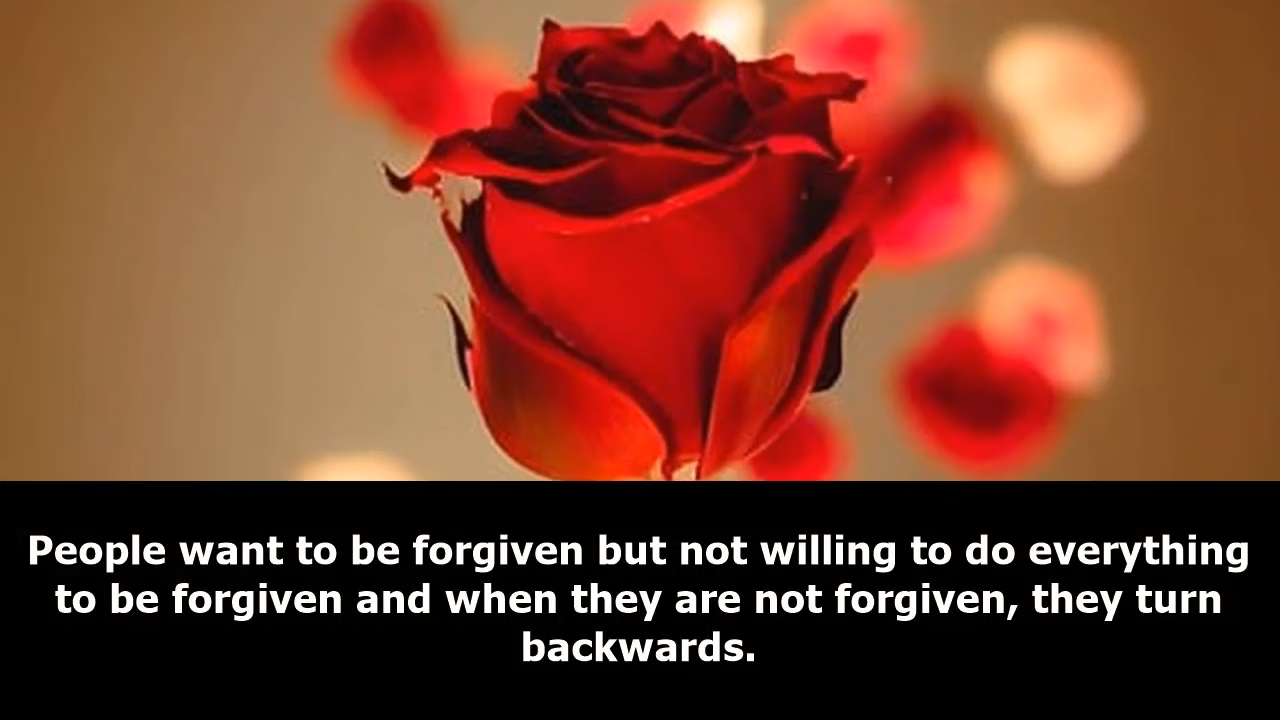 People want to be forgiven but not willing to do everything
to be forgiven and when they are not forgiven, they turn
backwards.